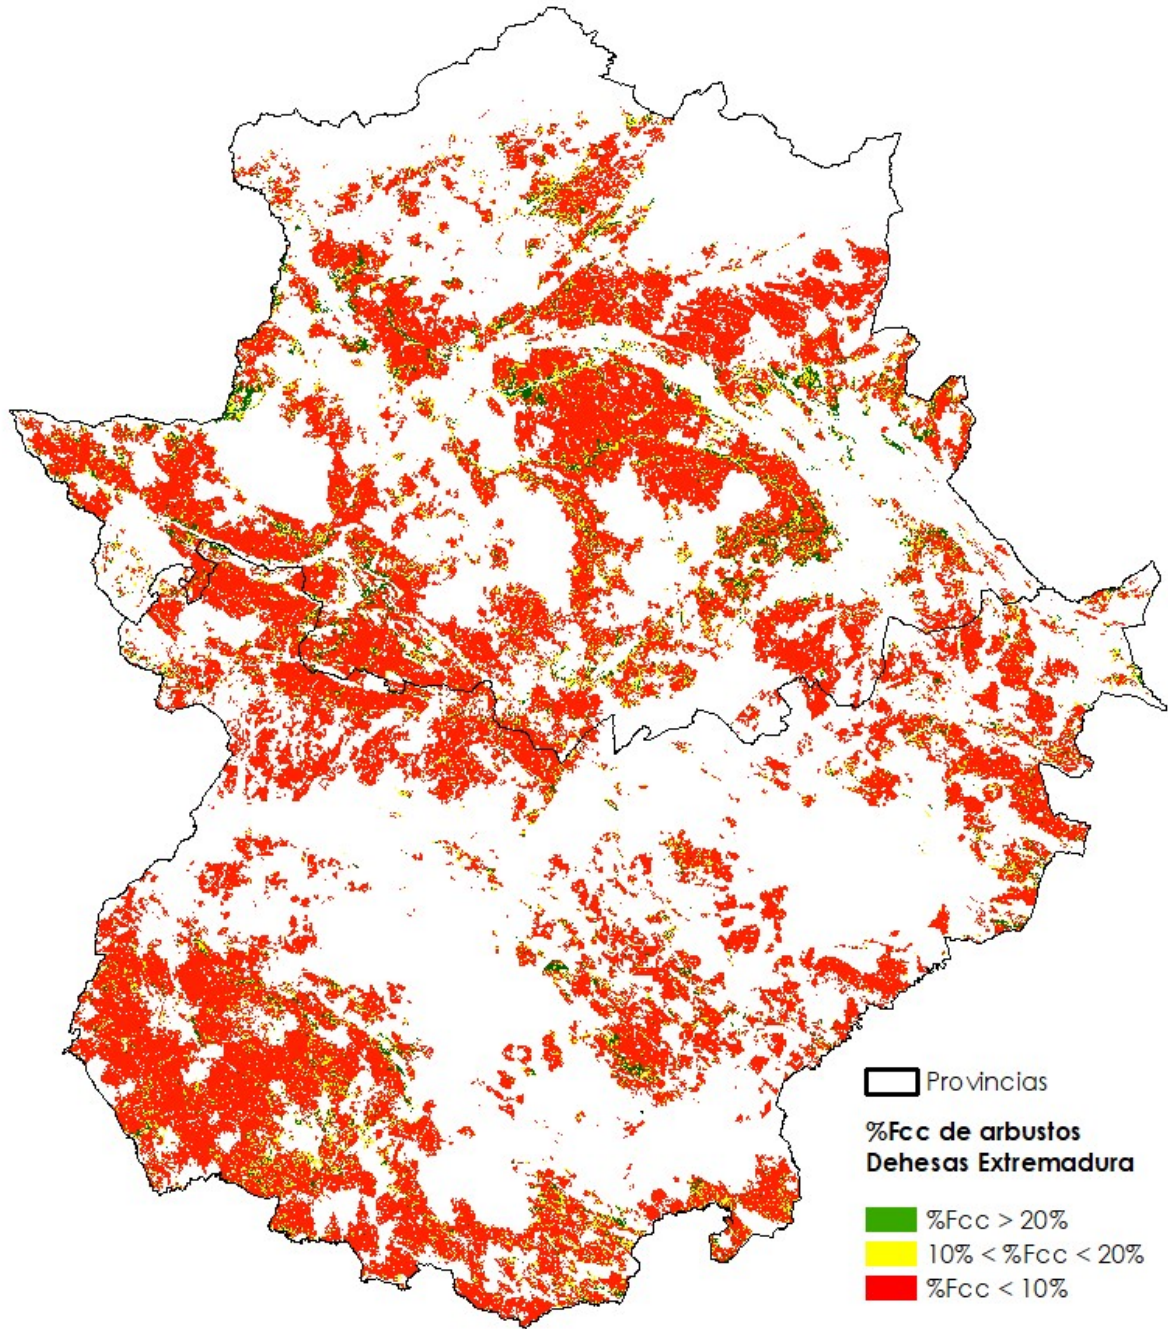 Provincias
%Fcc de arbustos
Dehesas Extremadura
%Fcc > 20%
10% < %Fcc < 20%
%Fcc < 10%